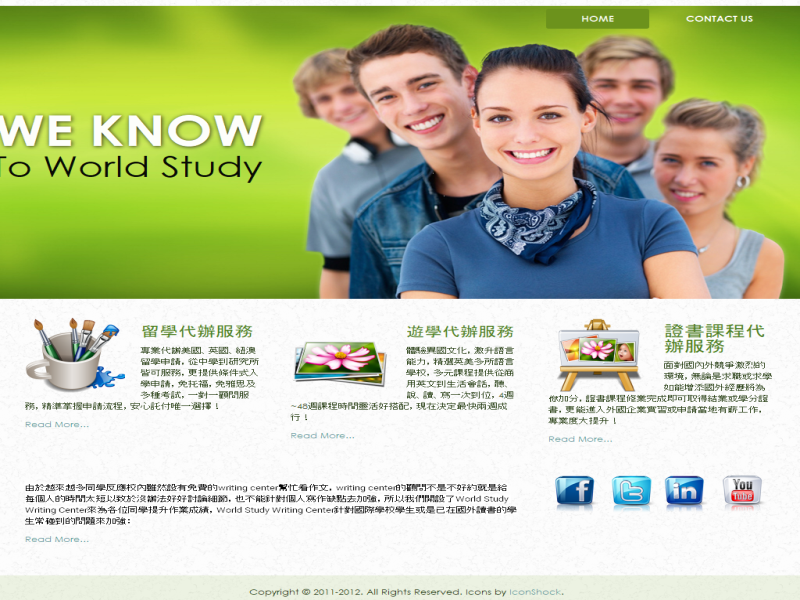 HOME CONTACT US
WE KNOW
To World Study
留學代辦服務
專業代辦美國、英國、紐澳
留學申請，從中學到研究所
皆可服務，更提供條件式入
學申請，免托福，免雅思及
多種考試，一對一顧問服
務，精準掌握申請流程，安心託付唯一選擇！
Read More...
遊學代辦服務
體驗異國文化，激升語言
能力，精選英美多所語言
學校，多元課程提供從商
用英文到生活會話，聽、
說、讀、寫一次到位，4週
~48週課程時間靈活好搭配，現在決定最快兩週成
行！
Read More...
證書課程代
辦服務
面對國內外競爭激烈的
環境，無論是求職或求學
如能增添國外經歷將為
你加分，證書課程修業完成即可取得結業或學分證
書，更能進入外國企業實習或申請當地有薪工作，
專業度大提升！
Read More...
由於越來越多同學反應校內雖然設有免費的writing center幫忙看作文，writing center的顧問不是不好約就是給
每個人的時間太短以致於沒辦法好好討論細節，也不能針對個人寫作缺點去加強，所以我們開設了World Study
Writing Center來為各位同學提升作業成績，World Study Writing Center針對國際學校學生或是已在國外讀書的學
生常碰到的問題來加強：
Read More...
f t in You Tube
Copyright © 2011-2012. All Rights Reserved. Icons by IconShock.